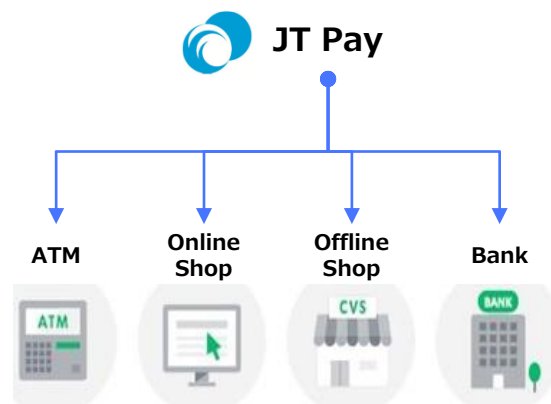 JT Pay
ATM
Online
Shop
Offline
Shop
Bank
ATM
CVS
BANK